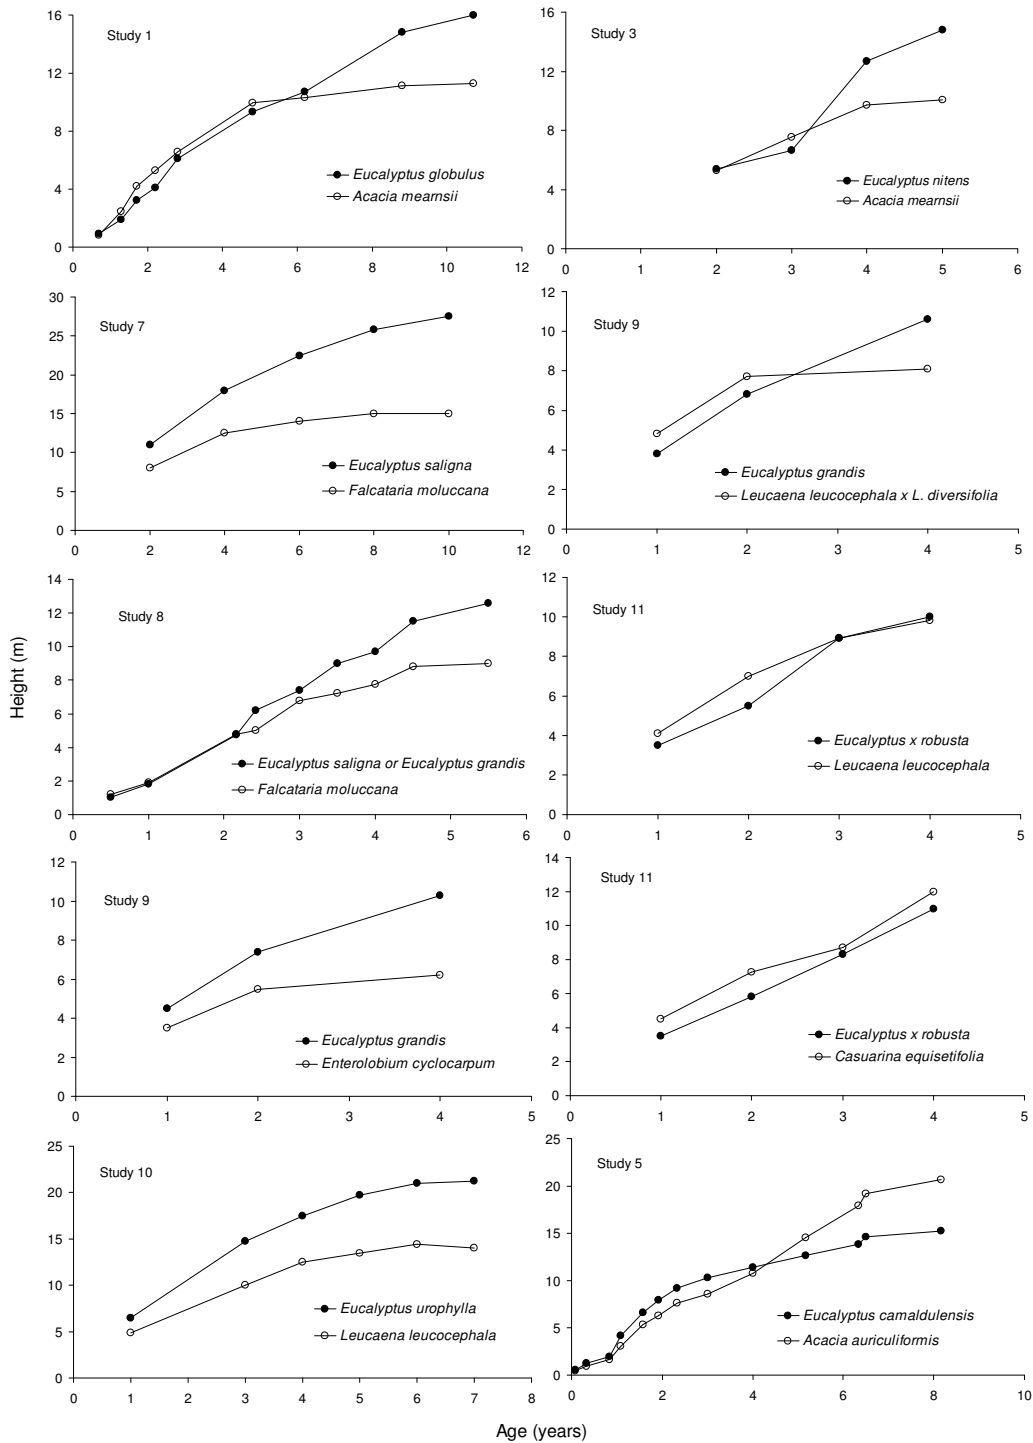 Study 1
16
12
8
4
0
Eucalyptus globulus
Acacia mearnsii
0 2 4 6 8 10 12
Study 3
16
12
8
4
0
Eucalyptus nitens
Acacia mearnsii
0 1 2 3 4 5 6
Study 7
30
25
20
15
10
5
0
Eucalyptus saligna
Falcataria moluccana
0 2 4 6 8 10 12
Study 9
12
10
8
6
4
2
0
Eucalyptus grandis
Leucaena leucocephala x L. diversifolia
0 1 2 3 4 5
Height (m)
Study 8
14
12
10
8
6
4
2
0
Eucalyptus saligna or Eucalyptus grandis
Falcataria moluccana
0 1 2 3 4 5 6
Study 11
12
10
8
6
4
2
0
Eucalyptus x robusta
Leucaena leucocephala
0 1 2 3 4 5
Study 9
12
10
8
6
4
2
0
Eucalyptus grandis
Enterolobium cyclocarpum
0 1 2 3 4 5
Study 11
14
12
10
8
6
4
2
0
Eucalyptus x robusta
Casuarina equisetifolia
0 1 2 3 4 5
Study 10
25
20
15
10
5
0
Eucalyptus urophylla
Leucaena leucocephala
0 1 2 3 4 5 6 7 8
Study 5
25
20
15
10
5
0
Eucalyptus camaldulensis
Acacia auriculiformis
0 2 4 6 8 10
Age (years)